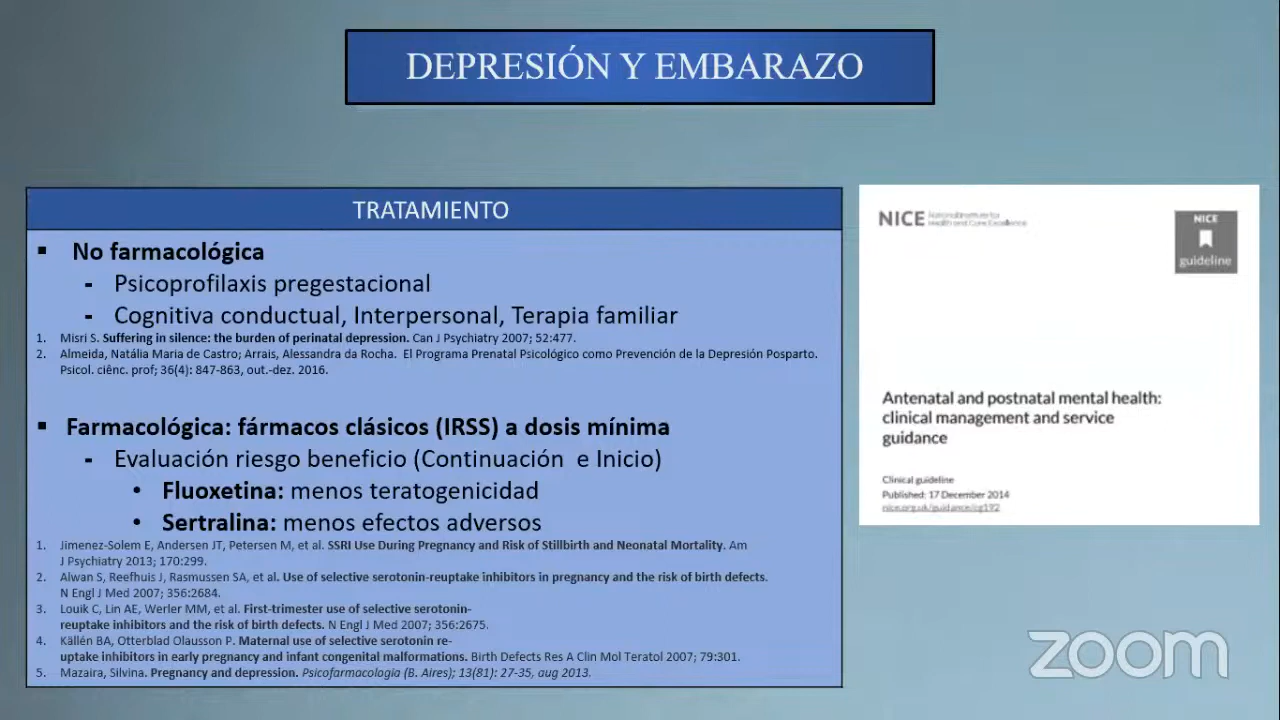 DEPRESIÓN Y EMBARAZO
TRATAMIENTO
▪ No farmacológica
- Psicoprofilaxis pregestacional
- Cognitiva conductual, Interpersonal, Terapia familiar
1. Misri S. Suffering in silence: the burden of perinatal depression. Can J Psychiatry 2007; 52:477.
2. Almeida, Natália Maria de Castro; Arrais, Alessandra da Rocha. El Programa Prenatal Psicológico como Prevención de la Depresión Posparto.
Psicol. ciênc. prof; 36(4): 847-863, out.-dez. 2016.
▪ Farmacológica: fármacos clásicos (IRSS) a dosis mínima
- Evaluación riesgo beneficio (Continuación e Inicio)
• Fluoxetina: menos teratogenicidad
• Sertralina: menos efectos adversos
1. Jimenez-Solem E, Andersen JT, Petersen M, et al. SSRI Use During Pregnancy and Risk of Stillbirth and Neonatal Mortality. Am
J Psychiatry 2013; 170:299.
2. Alwan S, Reefhuis J, Rasmussen SA, et al. Use of selective serotonin-reuptake inhibitors in pregnancy and the risk of birth defects.
N Engl J Med 2007; 356:2684.
3. Louik C, Lin AE, Werler MM, et al. First-trimester use of selective serotonin-
reuptake inhibitors and the risk of birth defects. N Engl J Med 2007; 356:2675.
4. Källén BA, Otterblad Olausson P. Maternal use of selective serotonin re-
uptake inhibitors in early pregnancy and infant congenital malformations. Birth Defects Res A Clin Mol Teratol 2007; 79:301.
5. Mazaira, Silvina. Pregnancy and depression. Psicofarmacologia (B. Aires); 13(81): 27-35, aug 2013.
NICE National Institute for
Health and Care Excellence
NICE
guideline
Antenatal and postnatal mental health:
clinical management and service
guidance
Clinical guideline
Published: 17 December 2014
nice.org.uk/guidance/cg192
zoom